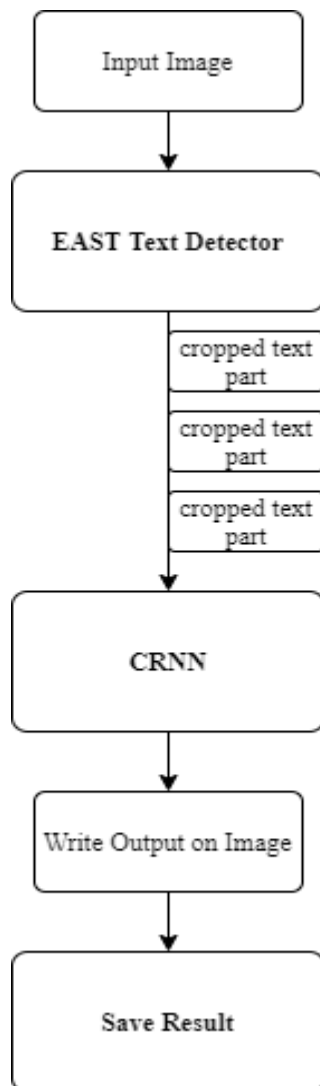 Input Image
EAST Text Detector
cropped text
part
cropped text
part
cropped text
part
CRNN
Write Output on Image
Save Result